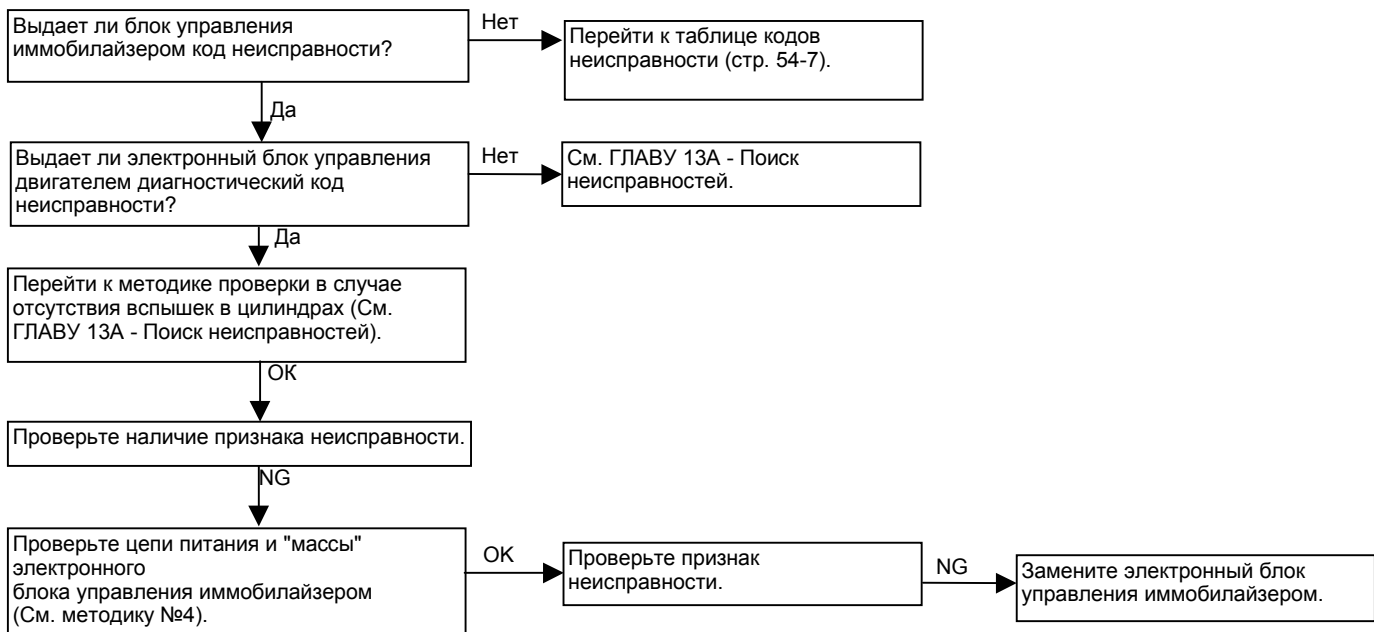 Выдает ли блок управления
иммобилайзером код неисправности?
Нет
Перейти к таблице кодов
неисправности (стр. 54-7).
Да
Выдает ли электронный блок управления
двигателем диагностический код
неисправности?
Нет
См. ГЛАВУ 13А - Поиск
неисправностей.
Да
Перейти к методике проверки в случае
отсутствия вспышек в цилиндрах (См.
ГЛАВУ 13А - Поиск неисправностей).
ОК
Проверьте наличие признака неисправности.
NG
Проверьте цепи питания и "массы"
электронного
блока управления иммобилайзером
(См. методику №4).
OK
Проверьте признак
неисправности.
NG
Замените электронный блок
управления иммобилайзером.